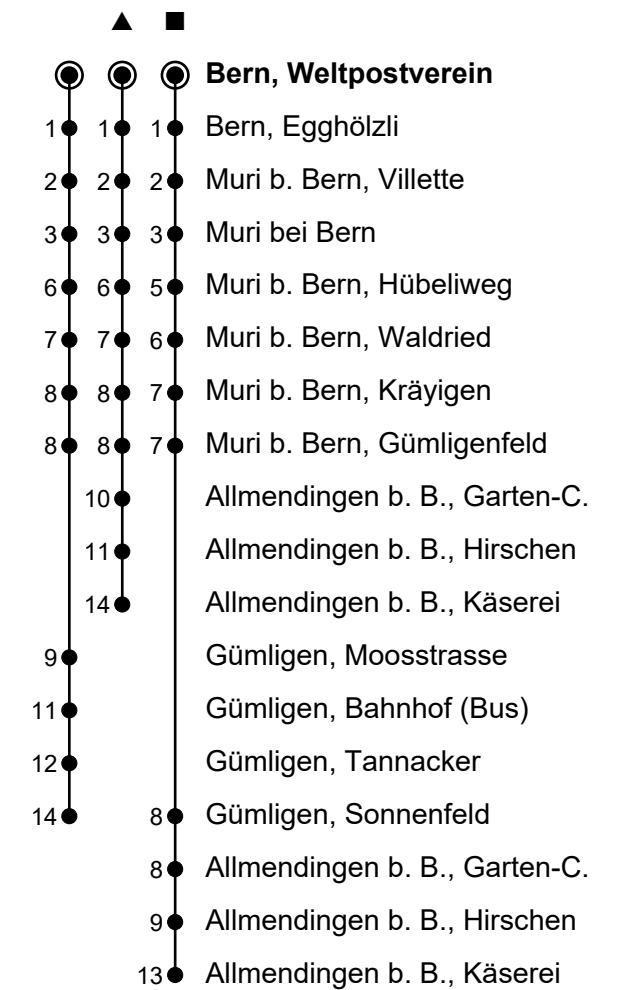 ▲ ■
Bern, Weltpostverein
1 1 1 Bern, Egghölzli
2 2 2 Muri b. Bern, Villette
3 3 3 Muri bei Bern
6 6 5 Muri b. Bern, Hübeliweg
7 7 6 Muri b. Bern, Waldried
8 8 7 Muri b. Bern, Kräyigen
8 8 7 Muri b. Bern, Gümligenfeld
10 Allmendingen b. B., Garten-C.
11 Allmendingen b. B., Hirschen
14 Allmendingen b. B., Käserei
9 Gümligen, Moosstrasse
11 Gümligen, Bahnhof (Bus)
12 Gümligen, Tannacker
14 8 Gümligen, Sonnenfeld
8 Allmendingen b. B., Garten-C.
9 Allmendingen b. B., Hirschen
13 Allmendingen b. B., Käserei